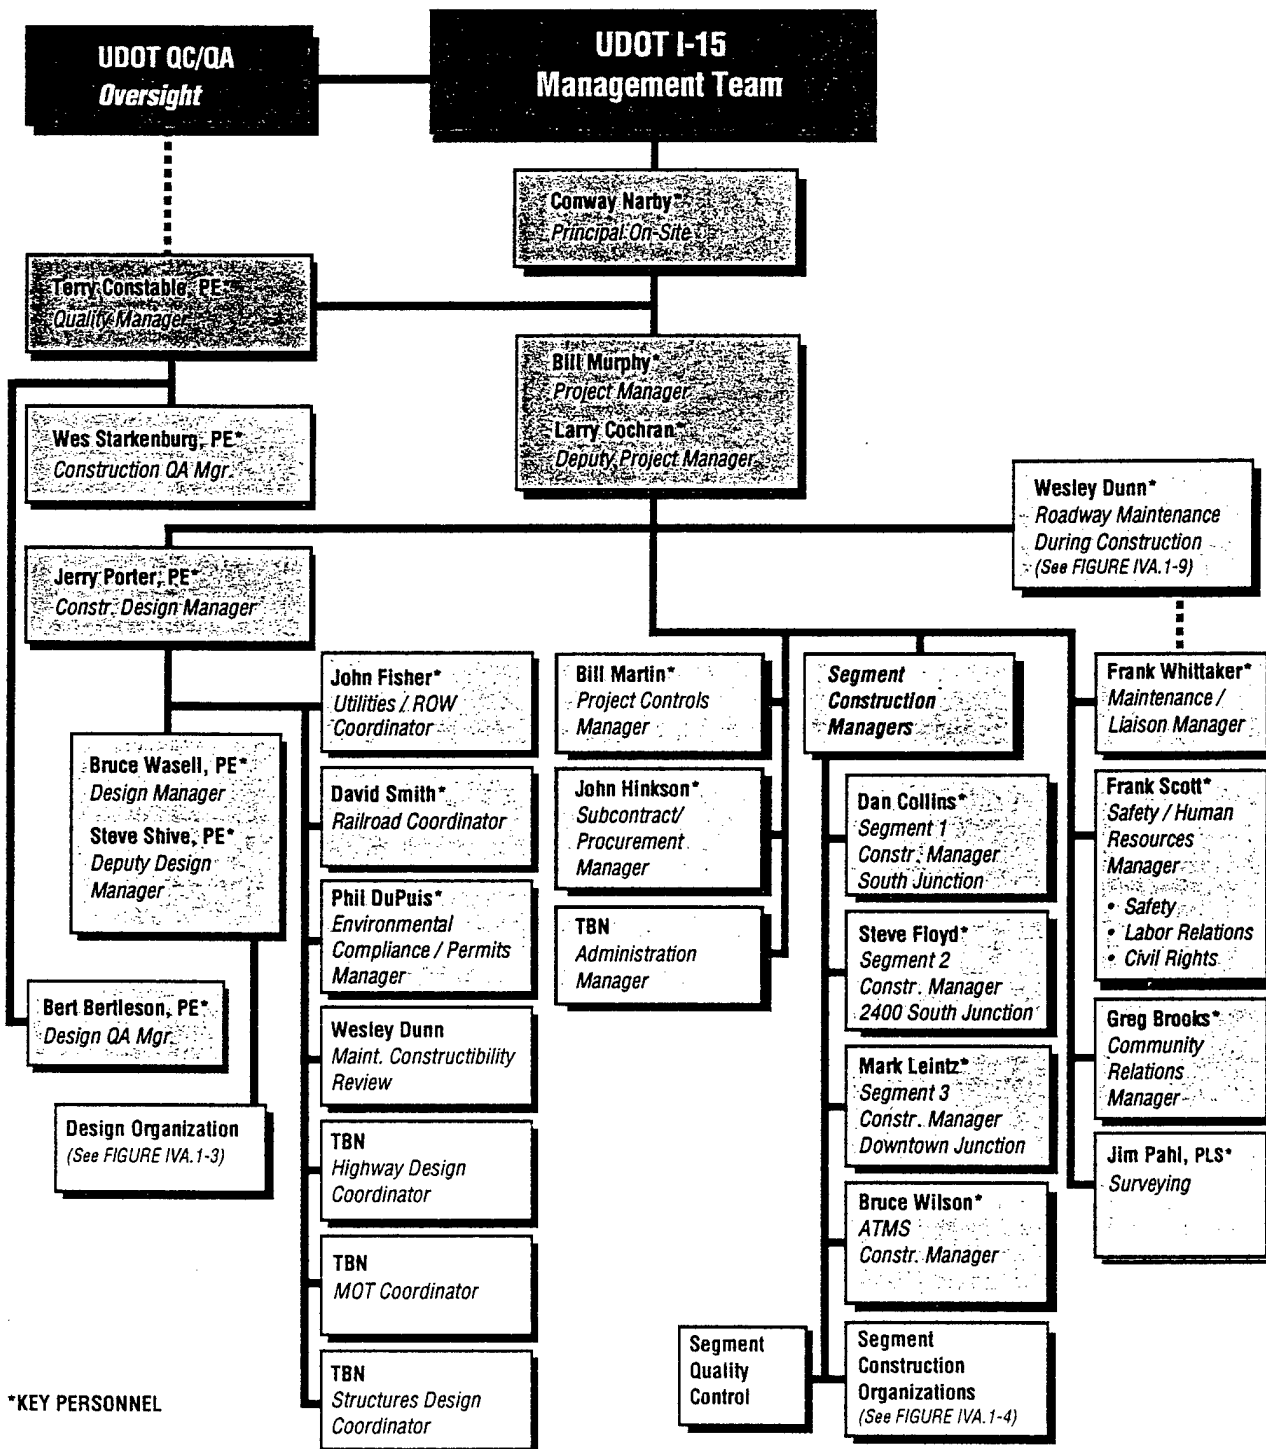 UDOT QC/QA
Oversight
UDOT I-15
Management Team
Conway Narby*
Principal On-Site
Terry Constable, PE*
Quality Manager
Bill Murphy*
Project Manager
Larry Cochran*
Deputy Project Manager
Wes Starkenburg, PE*
Construction QA Mgr.
Wesley Dunn*
Roadway Maintenance
During Construction
(See FIGURE IVA.1-9)
Jerry Porter, PE*
Constr. Design Manager
John Fisher*
Utilities / ROW
Coordinator
Bill Martin*
Project Controls
Manager
Segment
Construction
Managers
Frank Whittaker*
Maintenance /
Liaison Manager
Bruce Wasell, PE*
Design Manager
Steve Shive, PE*
Deputy Design
Manager
David Smith*
Railroad Coordinator
John Hinkson*
Subcontract/
Procurement
Manager
Dan Collins*
Segment 1
Constr. Manager
South Junction
Frank Scott*
Safety / Human
Resources
Manager
• Safety
• Labor Relations
• Civil Rights
Phil DuPuis*
Environmental
Compliance / Permits
Manager
TBN
Administration
Manager
Steve Floyd*
Segment 2
Constr. Manager
2400 South Junction
Bert Bertleson, PE*
Design QA Mgr.
Wesley Dunn
Maint. Constructibility
Review
Mark Leintz*
Segment 3
Constr. Manager
Downtown Junction
Greg Brooks*
Community
Relations
Manager
Design Organization
(See FIGURE IVA.1-3)
TBN
Highway Design
Coordinator
Jim Pahl, PLS*
Surveying
Bruce Wilson*
ATMS
Constr. Manager
TBN
MOT Coordinator
Segment
Quality
Control
Segment
Construction
Organizations
(See FIGURE IVA.1-4)
TBN
Structures Design
Coordinator
*KEY PERSONNEL